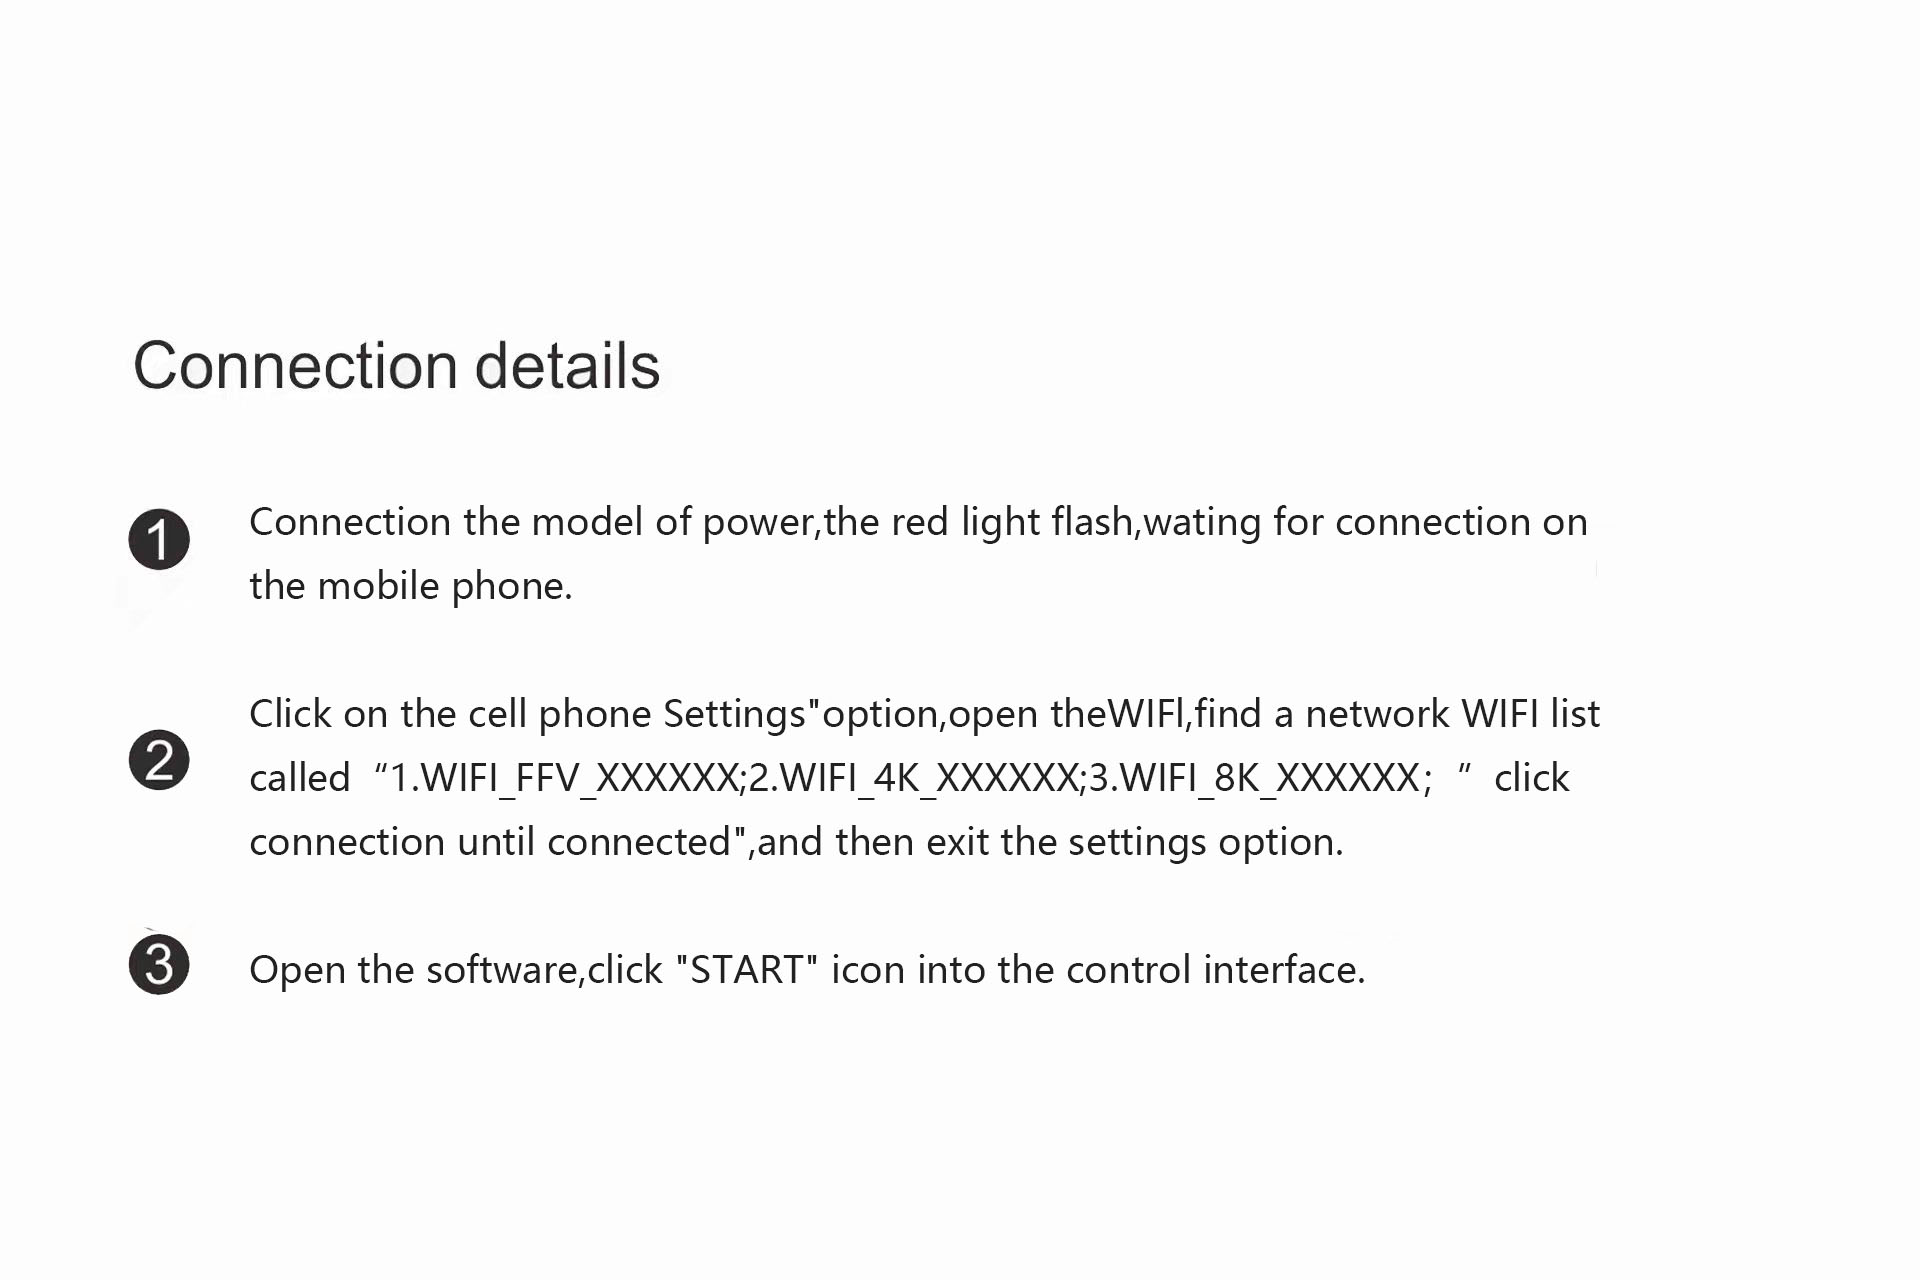 Connection details
1 Connection the model of power,the red light flash,wating for connection on
the mobile phone.
2 Click on the cell phone Settings"option,open theWIFl,find a network WIFI list
called “1.WIFI_FFV_XXXXXX;2.WIFI_4K_XXXXXX;3.WIFI_8K_XXXXXX; ” click
connection until connected",and then exit the settings option.
3 Open the software,click "START" icon into the control interface.